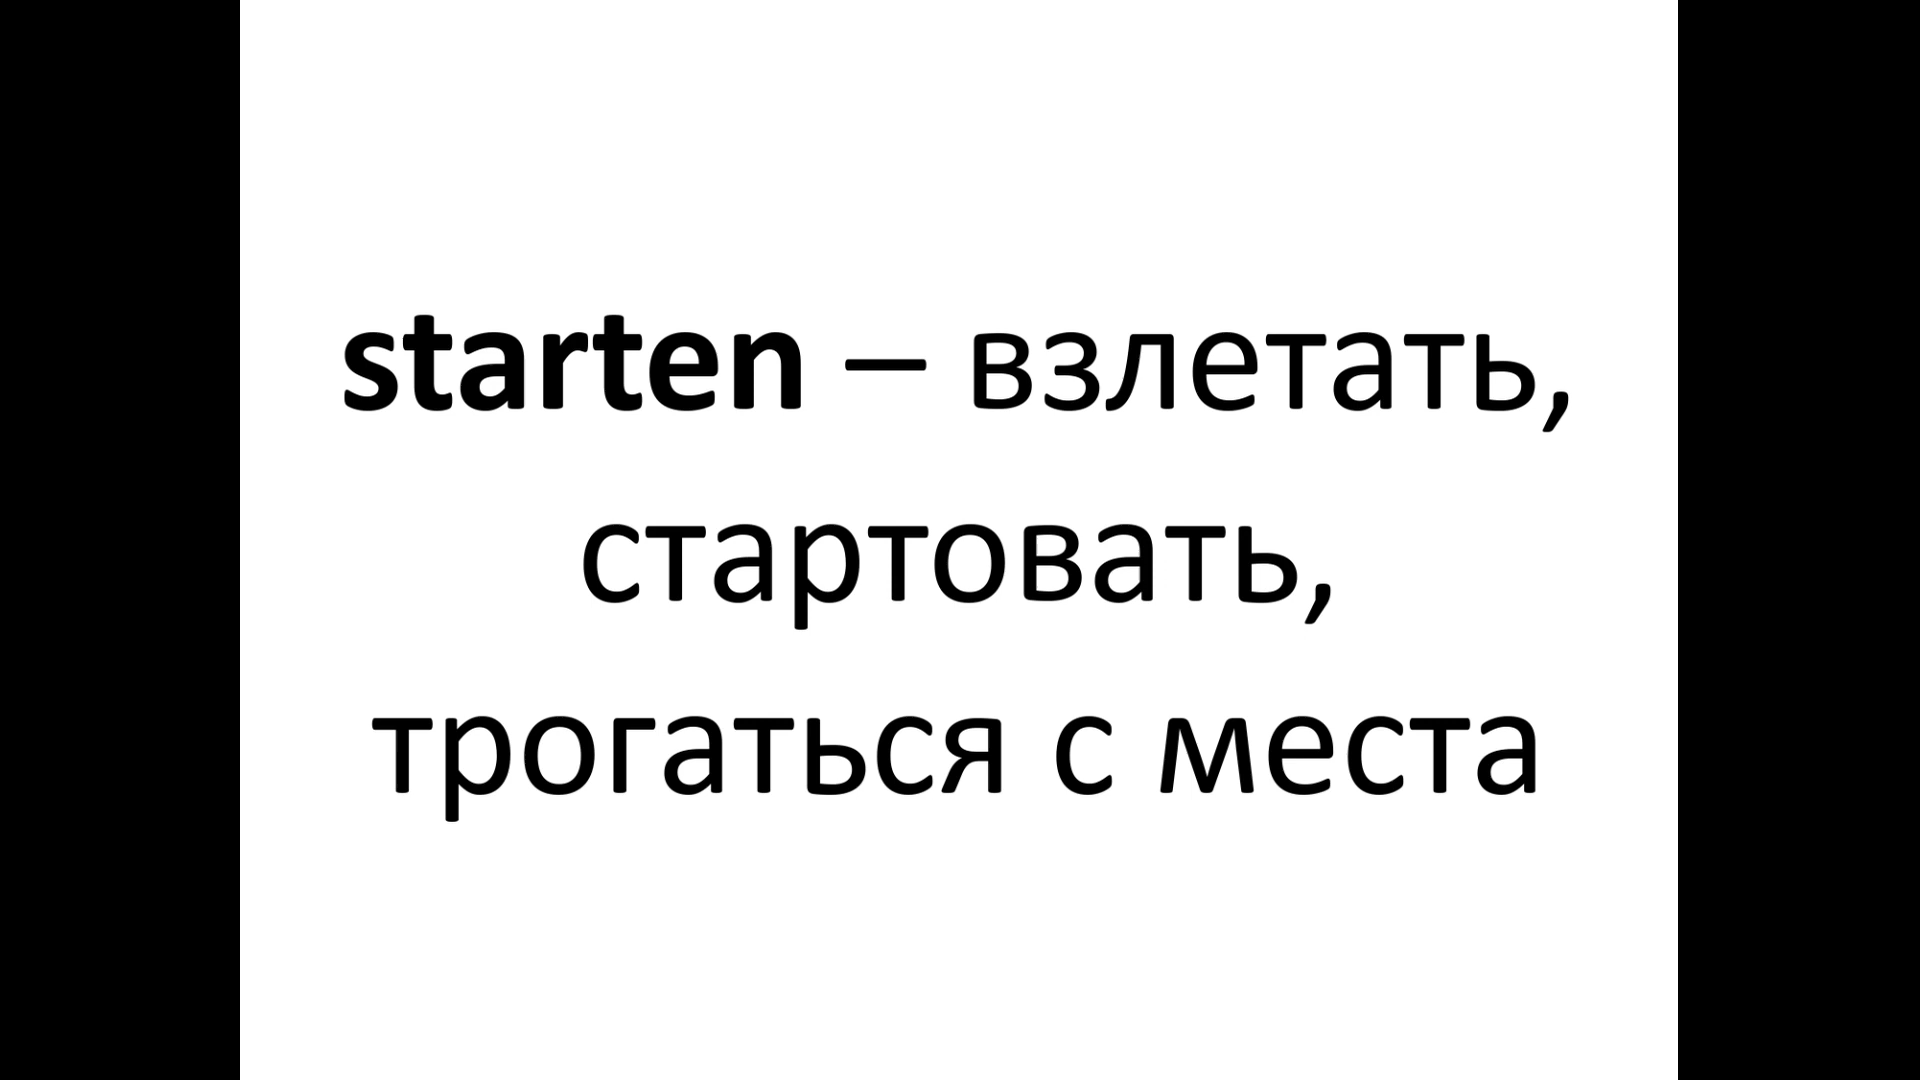 starten – взлетать,
стартовать,
трогаться с места